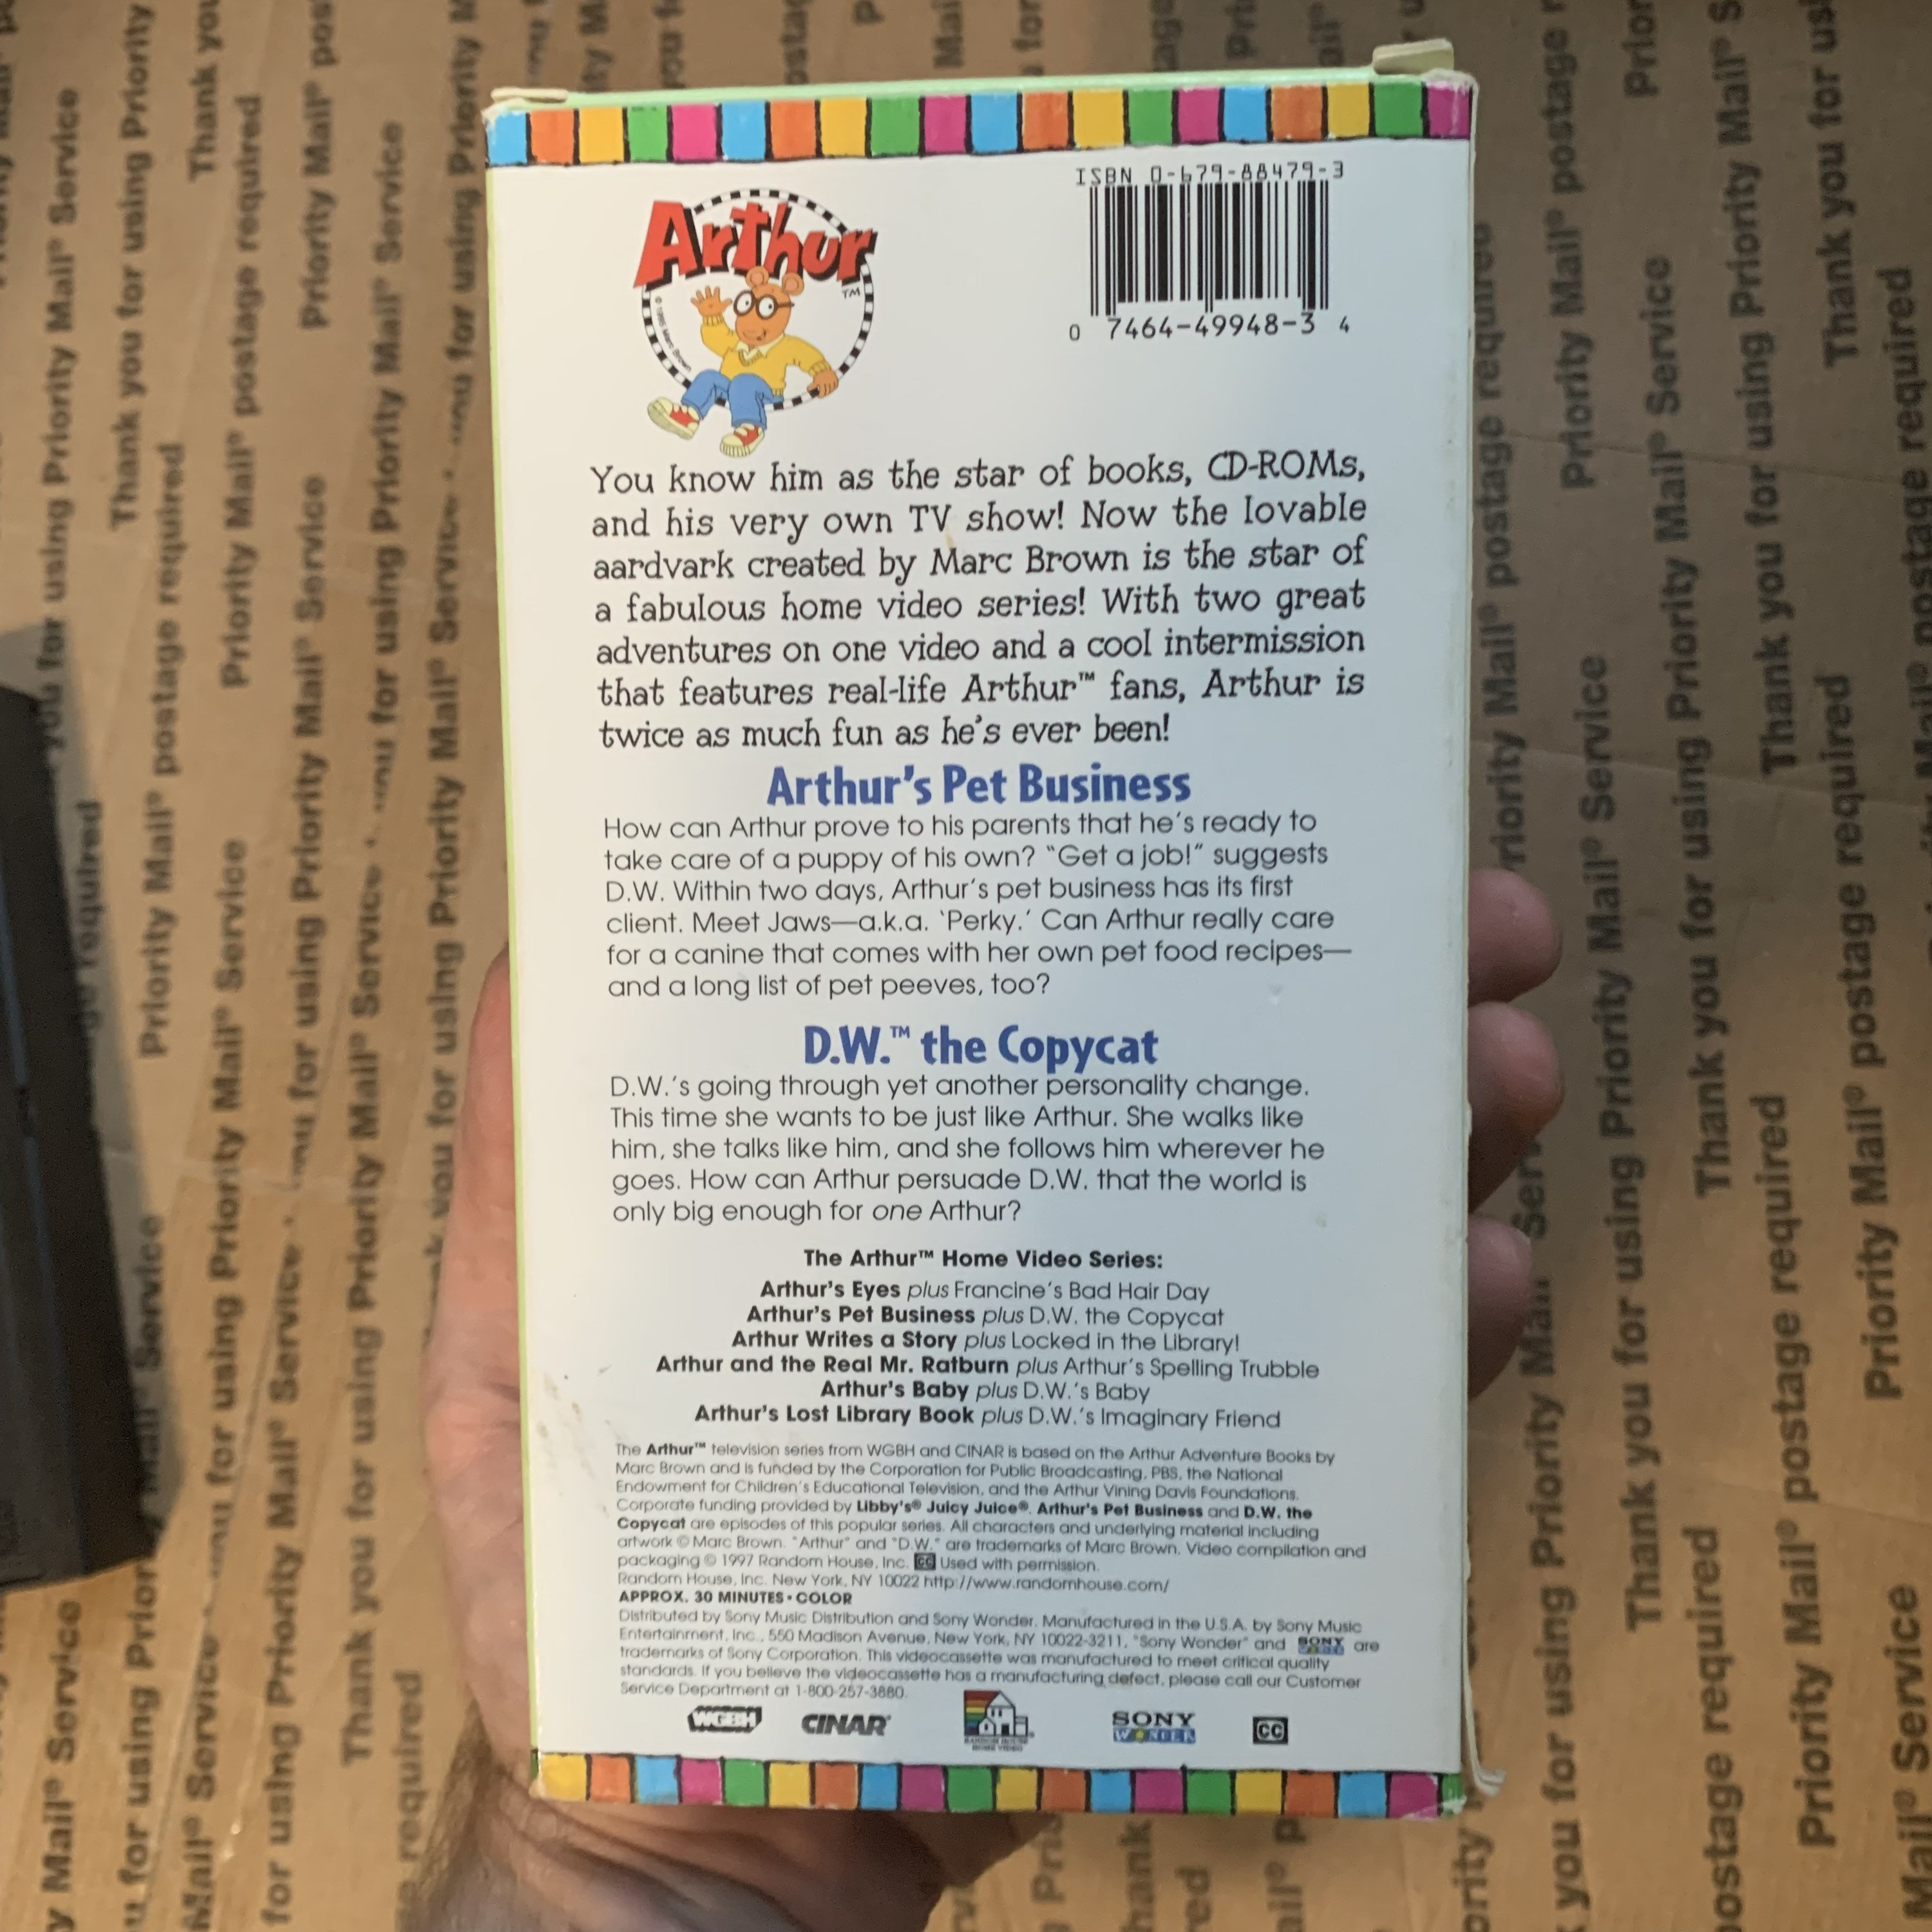 ISBN 0-679-88479-3
Arthur™
0 7464-49948-3 4
You know him as the star of books, CD-ROMs,
and his very own TV show! Now the lovable
aardvark created by Marc Brown is the star of
a fabulous home video series! With two great
adventures on one video and a cool intermission
that features real-life Arthur™ fans, Arthur is
twice as much fun as he's ever been!
Arthur's Pet Business
How can Arthur prove to his parents that he's ready to
take care of a puppy of his own? "Get a job!" suggests
D.W. Within two days, Arthur's pet business has its first
client. Meet Jaws—a.k.a. 'Perky.' Can Arthur really care
for a canine that comes with her own pet food recipes—
and a long list of pet peeves, too?
D.W.™ the Copycat
D.W.'s going through yet another personality change.
This time she wants to be just like Arthur. She walks like
him, she talks like him, and she follows him wherever he
goes. How can Arthur persuade D.W. that the world is
only big enough for one Arthur?
The Arthur™ Home Video Series:
Arthur's Eyes plus Francine's Bad Hair Day
Arthur's Pet Business plus D.W. the Copycat
Arthur Writes a Story plus Locked in the Library!
Arthur and the Real Mr. Ratburn plus Arthur's Spelling Trubble
Arthur's Baby plus D.W.'s Baby
Arthur's Lost Library Book plus D.W.'s Imaginary Friend
The Arthur™ television series from WGBH and CINAR is based on the Arthur Adventure Books by
Marc Brown and is funded by the Corporation for Public Broadcasting, PBS, the National
Endowment for Children's Educational Television, and the Arthur Vining Davis Foundations.
Corporate funding provided by Libby's® Juicy Juice®. Arthur's Pet Business and D.W. the
Copycat are episodes of this popular series. All characters and underlying material including
artwork © Marc Brown. "Arthur" and "D.W." are trademarks of Marc Brown. Video compilation and
packaging © 1997 Random House, Inc. CC Used with permission.
Random House, Inc. New York, NY 10022 http://www.randomhouse.com/
APPROX. 30 MINUTES • COLOR
Distributed by Sony Music Distribution and Sony Wonder. Manufactured in the U.S.A. by Sony Music
Entertainment, Inc., 550 Madison Avenue, New York, NY 10022-3211, "Sony Wonder" and SONY WONDER are
trademarks of Sony Corporation. This videocassette was manufactured to meet critical quality
standards. If you believe the videocassette has a manufacturing defect, please call our Customer
Service Department at 1-800-257-3880.
WGBH CINAR® RANDOM HOUSE HOME VIDEO SONY WONDER CC
Thank you for using Priority Mail® Service
Priority Mail® postage required